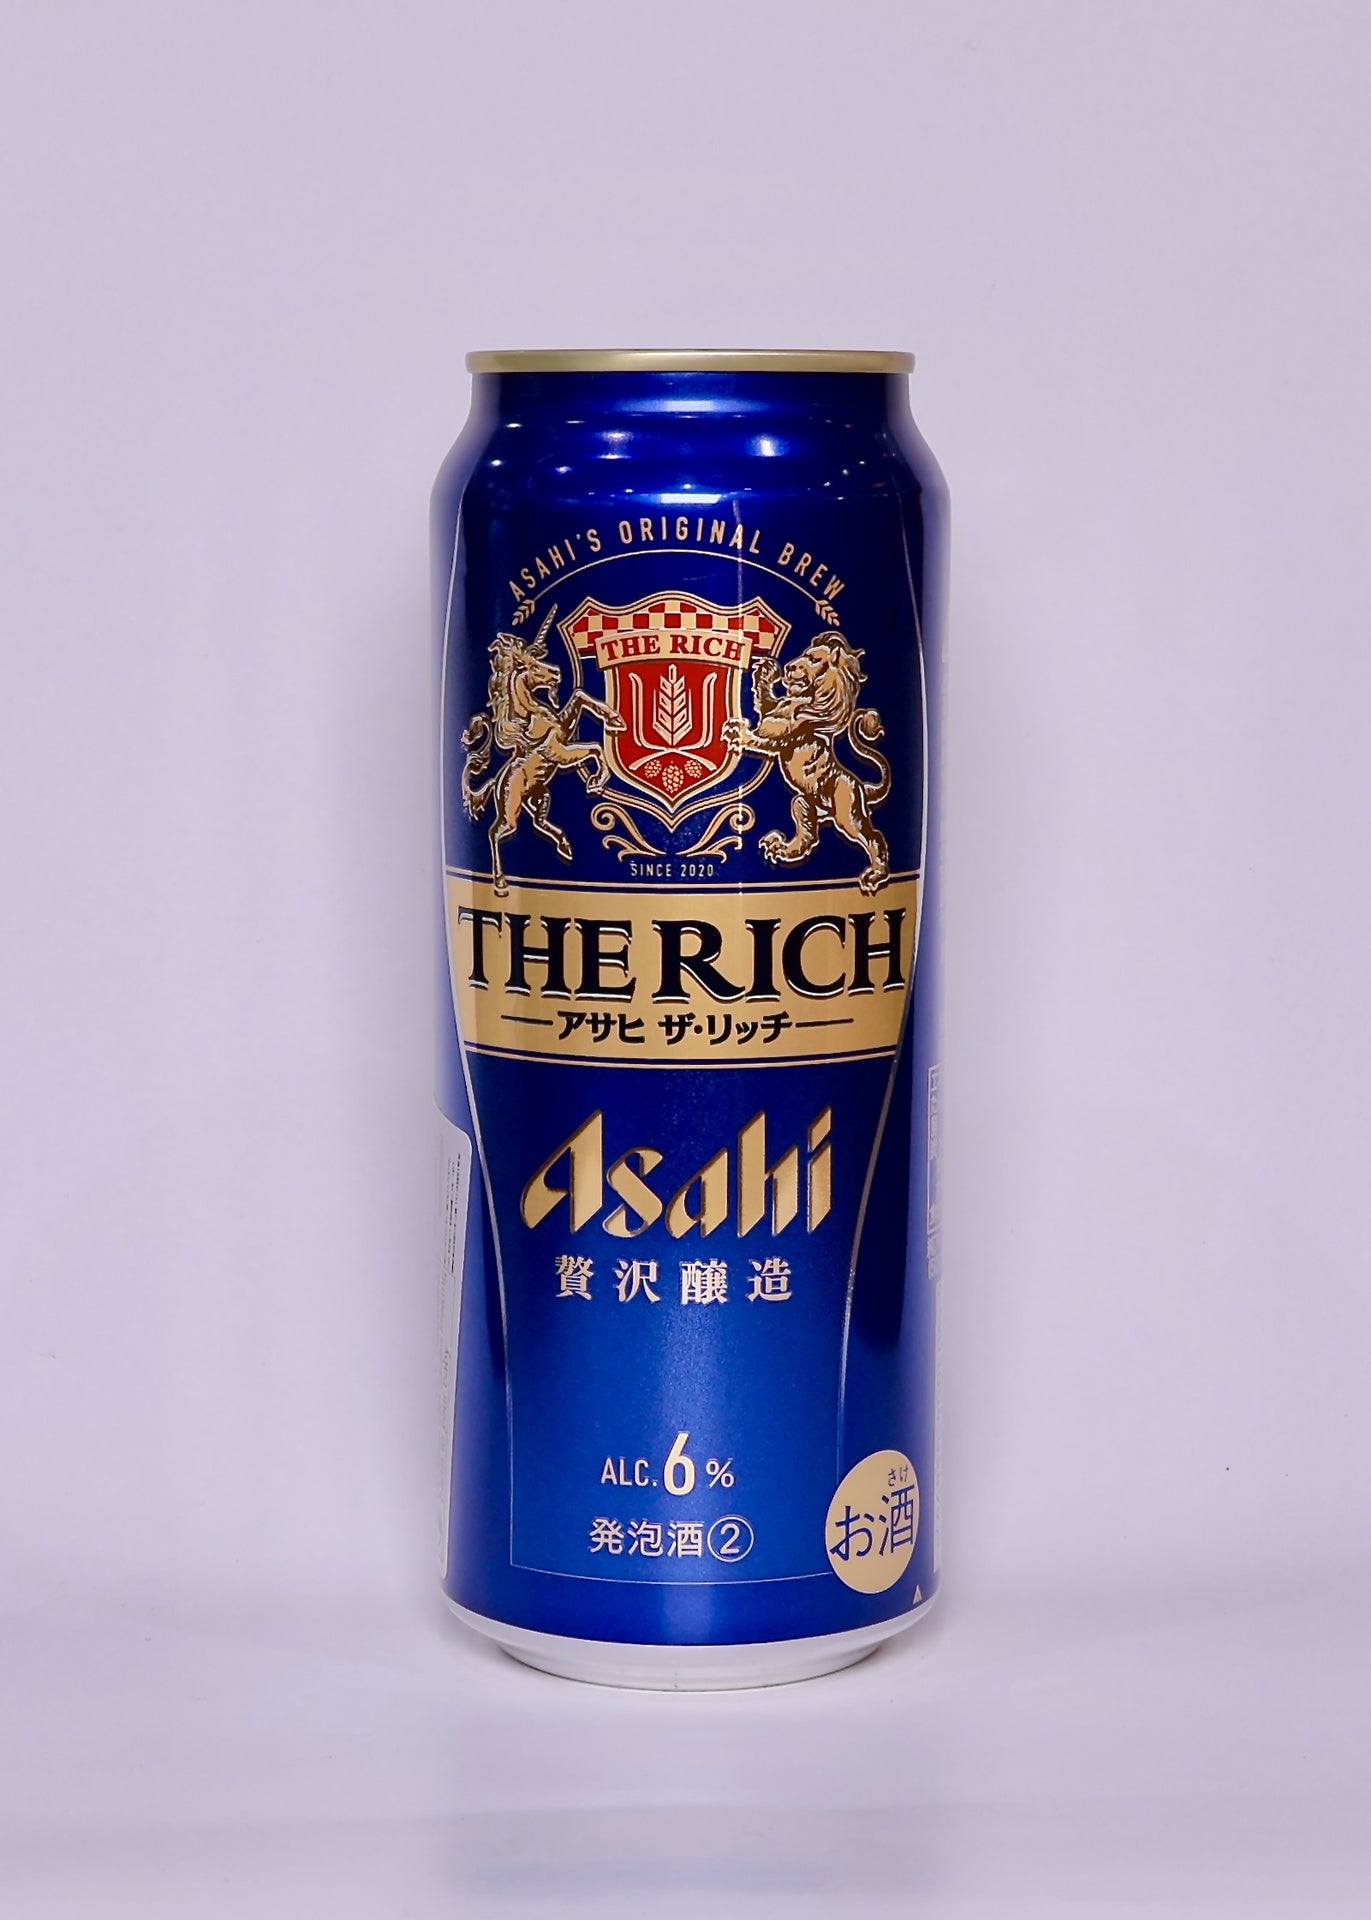 ASAHI'S ORIGINAL BREW
THE RICH
SINCE 2020
THE RICH
アサヒ ザ・リッチ
Asahi
贅沢醸造
ALC.6%
発泡酒②
さけ
お酒